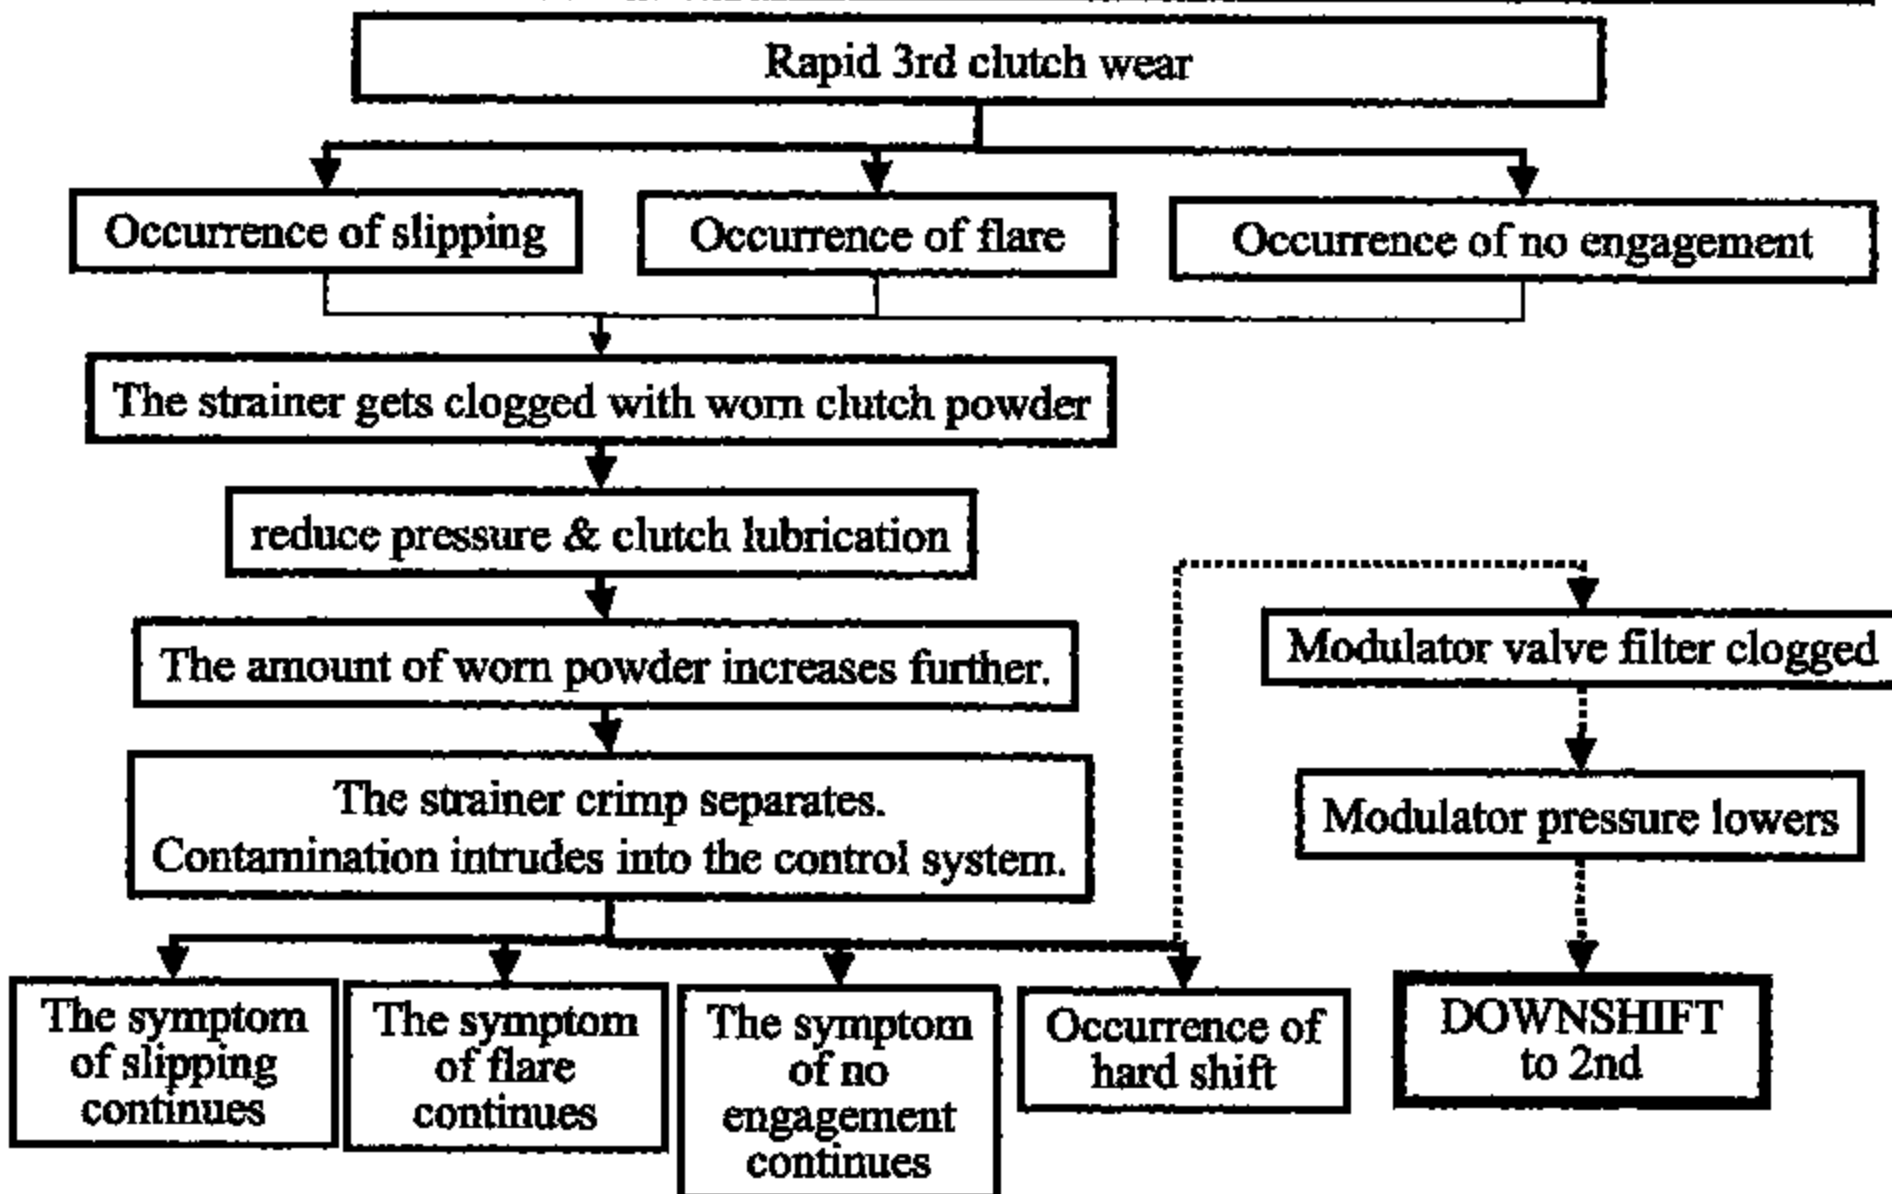 Rapid 3rd clutch wear
Occurrence of slipping
Occurrence of flare
Occurrence of no engagement
The strainer gets clogged with worn clutch powder
reduce pressure & clutch lubrication
The amount of worn powder increases further.
The strainer crimp separates.
Contamination intrudes into the control system.
The symptom
of slipping
continues
The symptom
of flare
continues
The symptom
of no
engagement
continues
Occurrence of
hard shift
Modulator valve filter clogged
Modulator pressure lowers
DOWNSHIFT
to 2nd